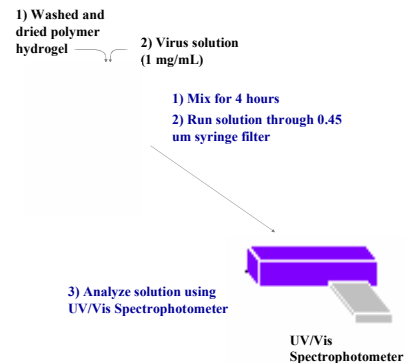 1) Washed and
dried polymer
hydrogel
2) Virus solution
(1 mg/mL)
1) Mix for 4 hours
2) Run solution through 0.45
um syringe filter
3) Analyze solution using
UV/Vis Spectrophotometer
UV/Vis
Spectrophotometer